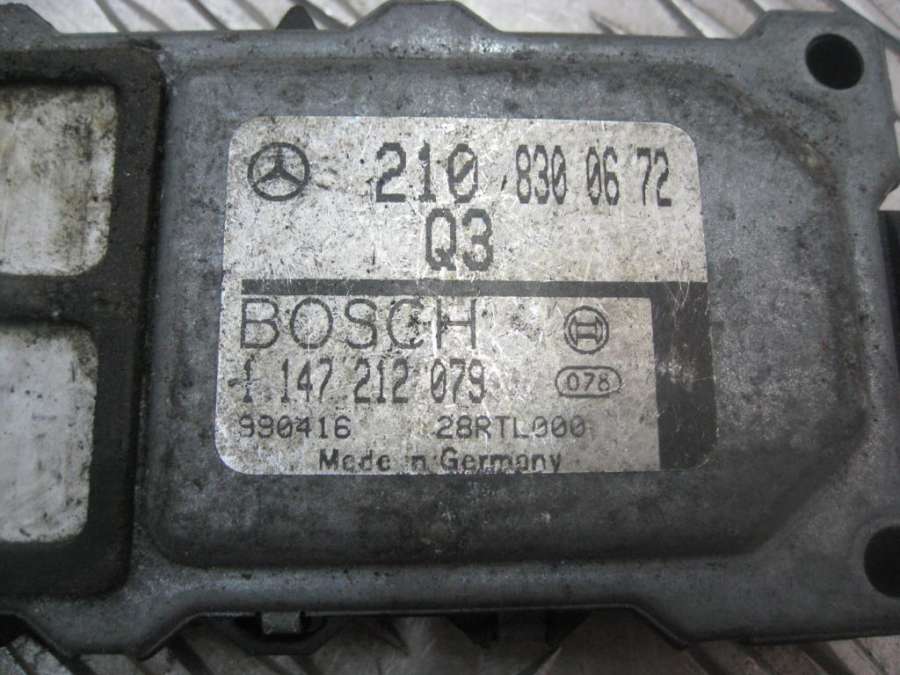 210 830 06 72
Q3
BOSCH
1 147 212 079
078
990416 28RTL000
Made in Germany